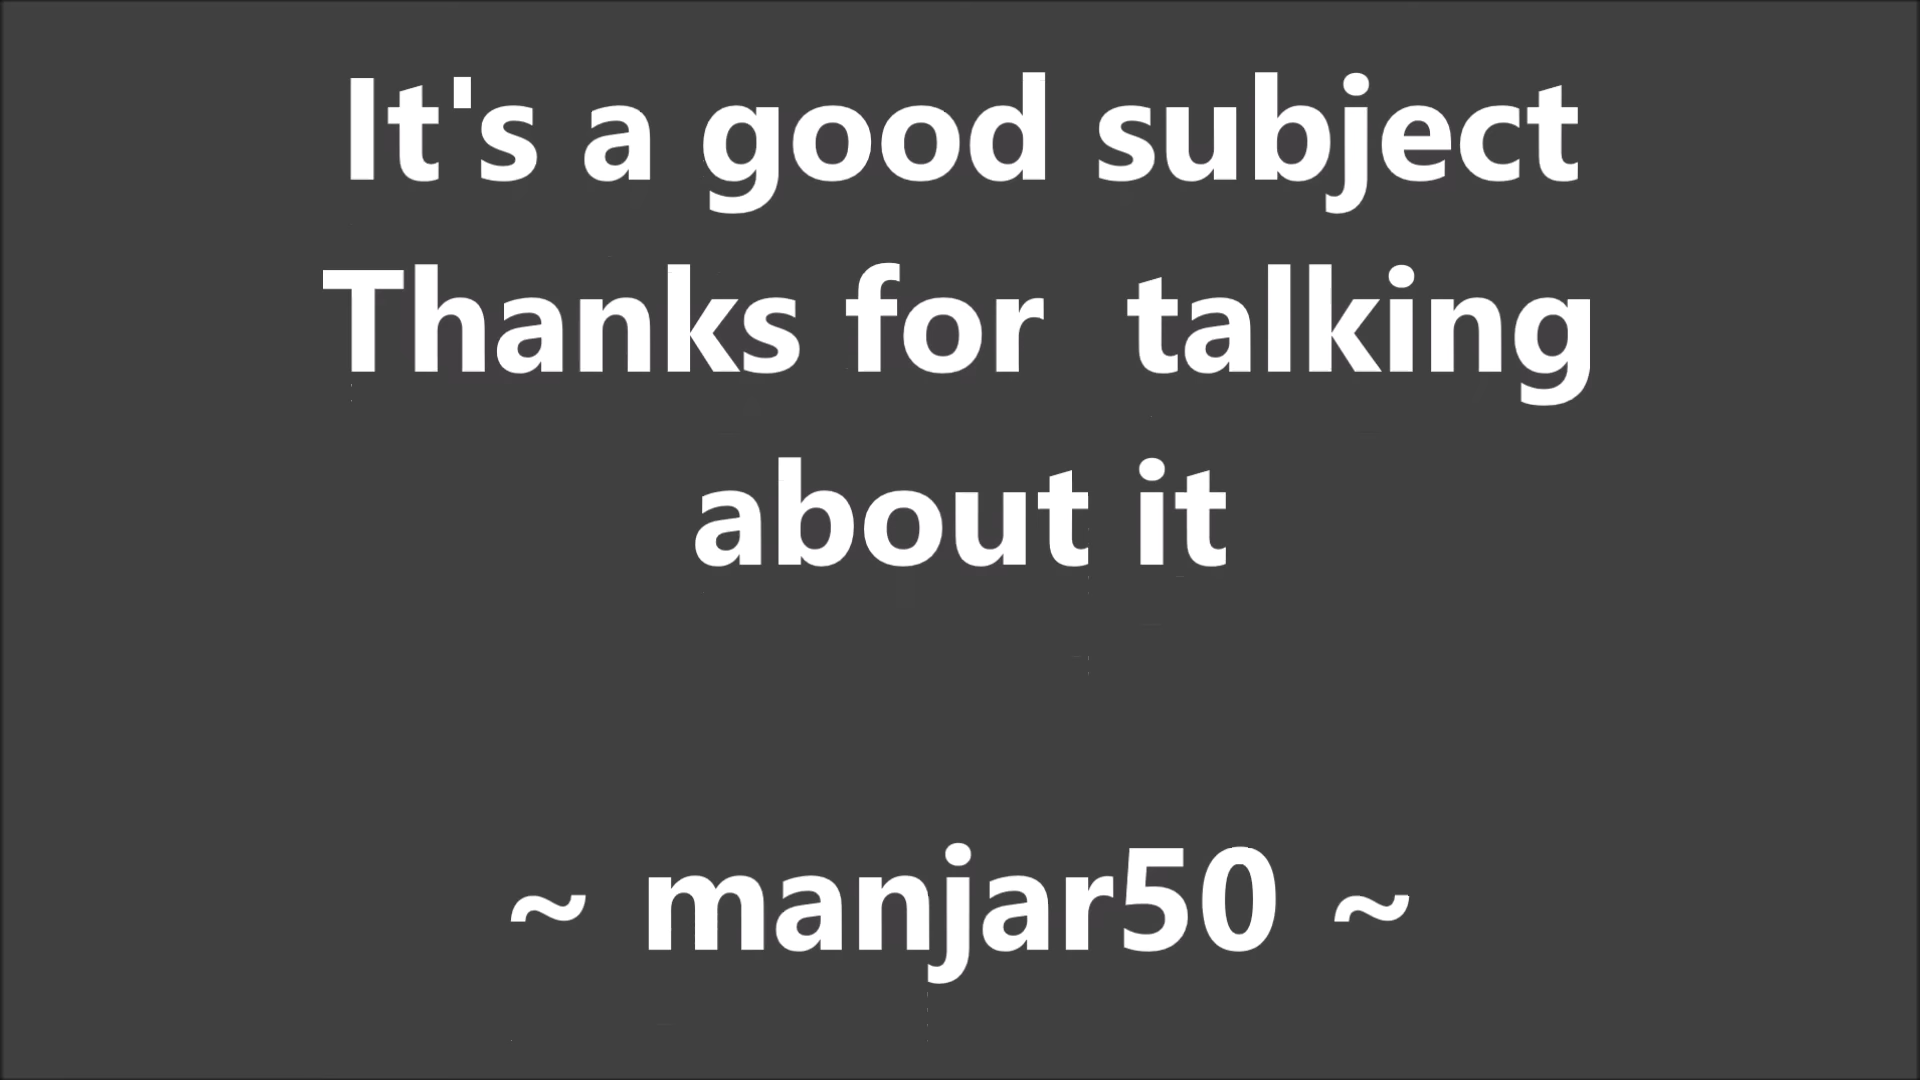 It's a good subject
Thanks for  talking
about it
~ manjar50 ~